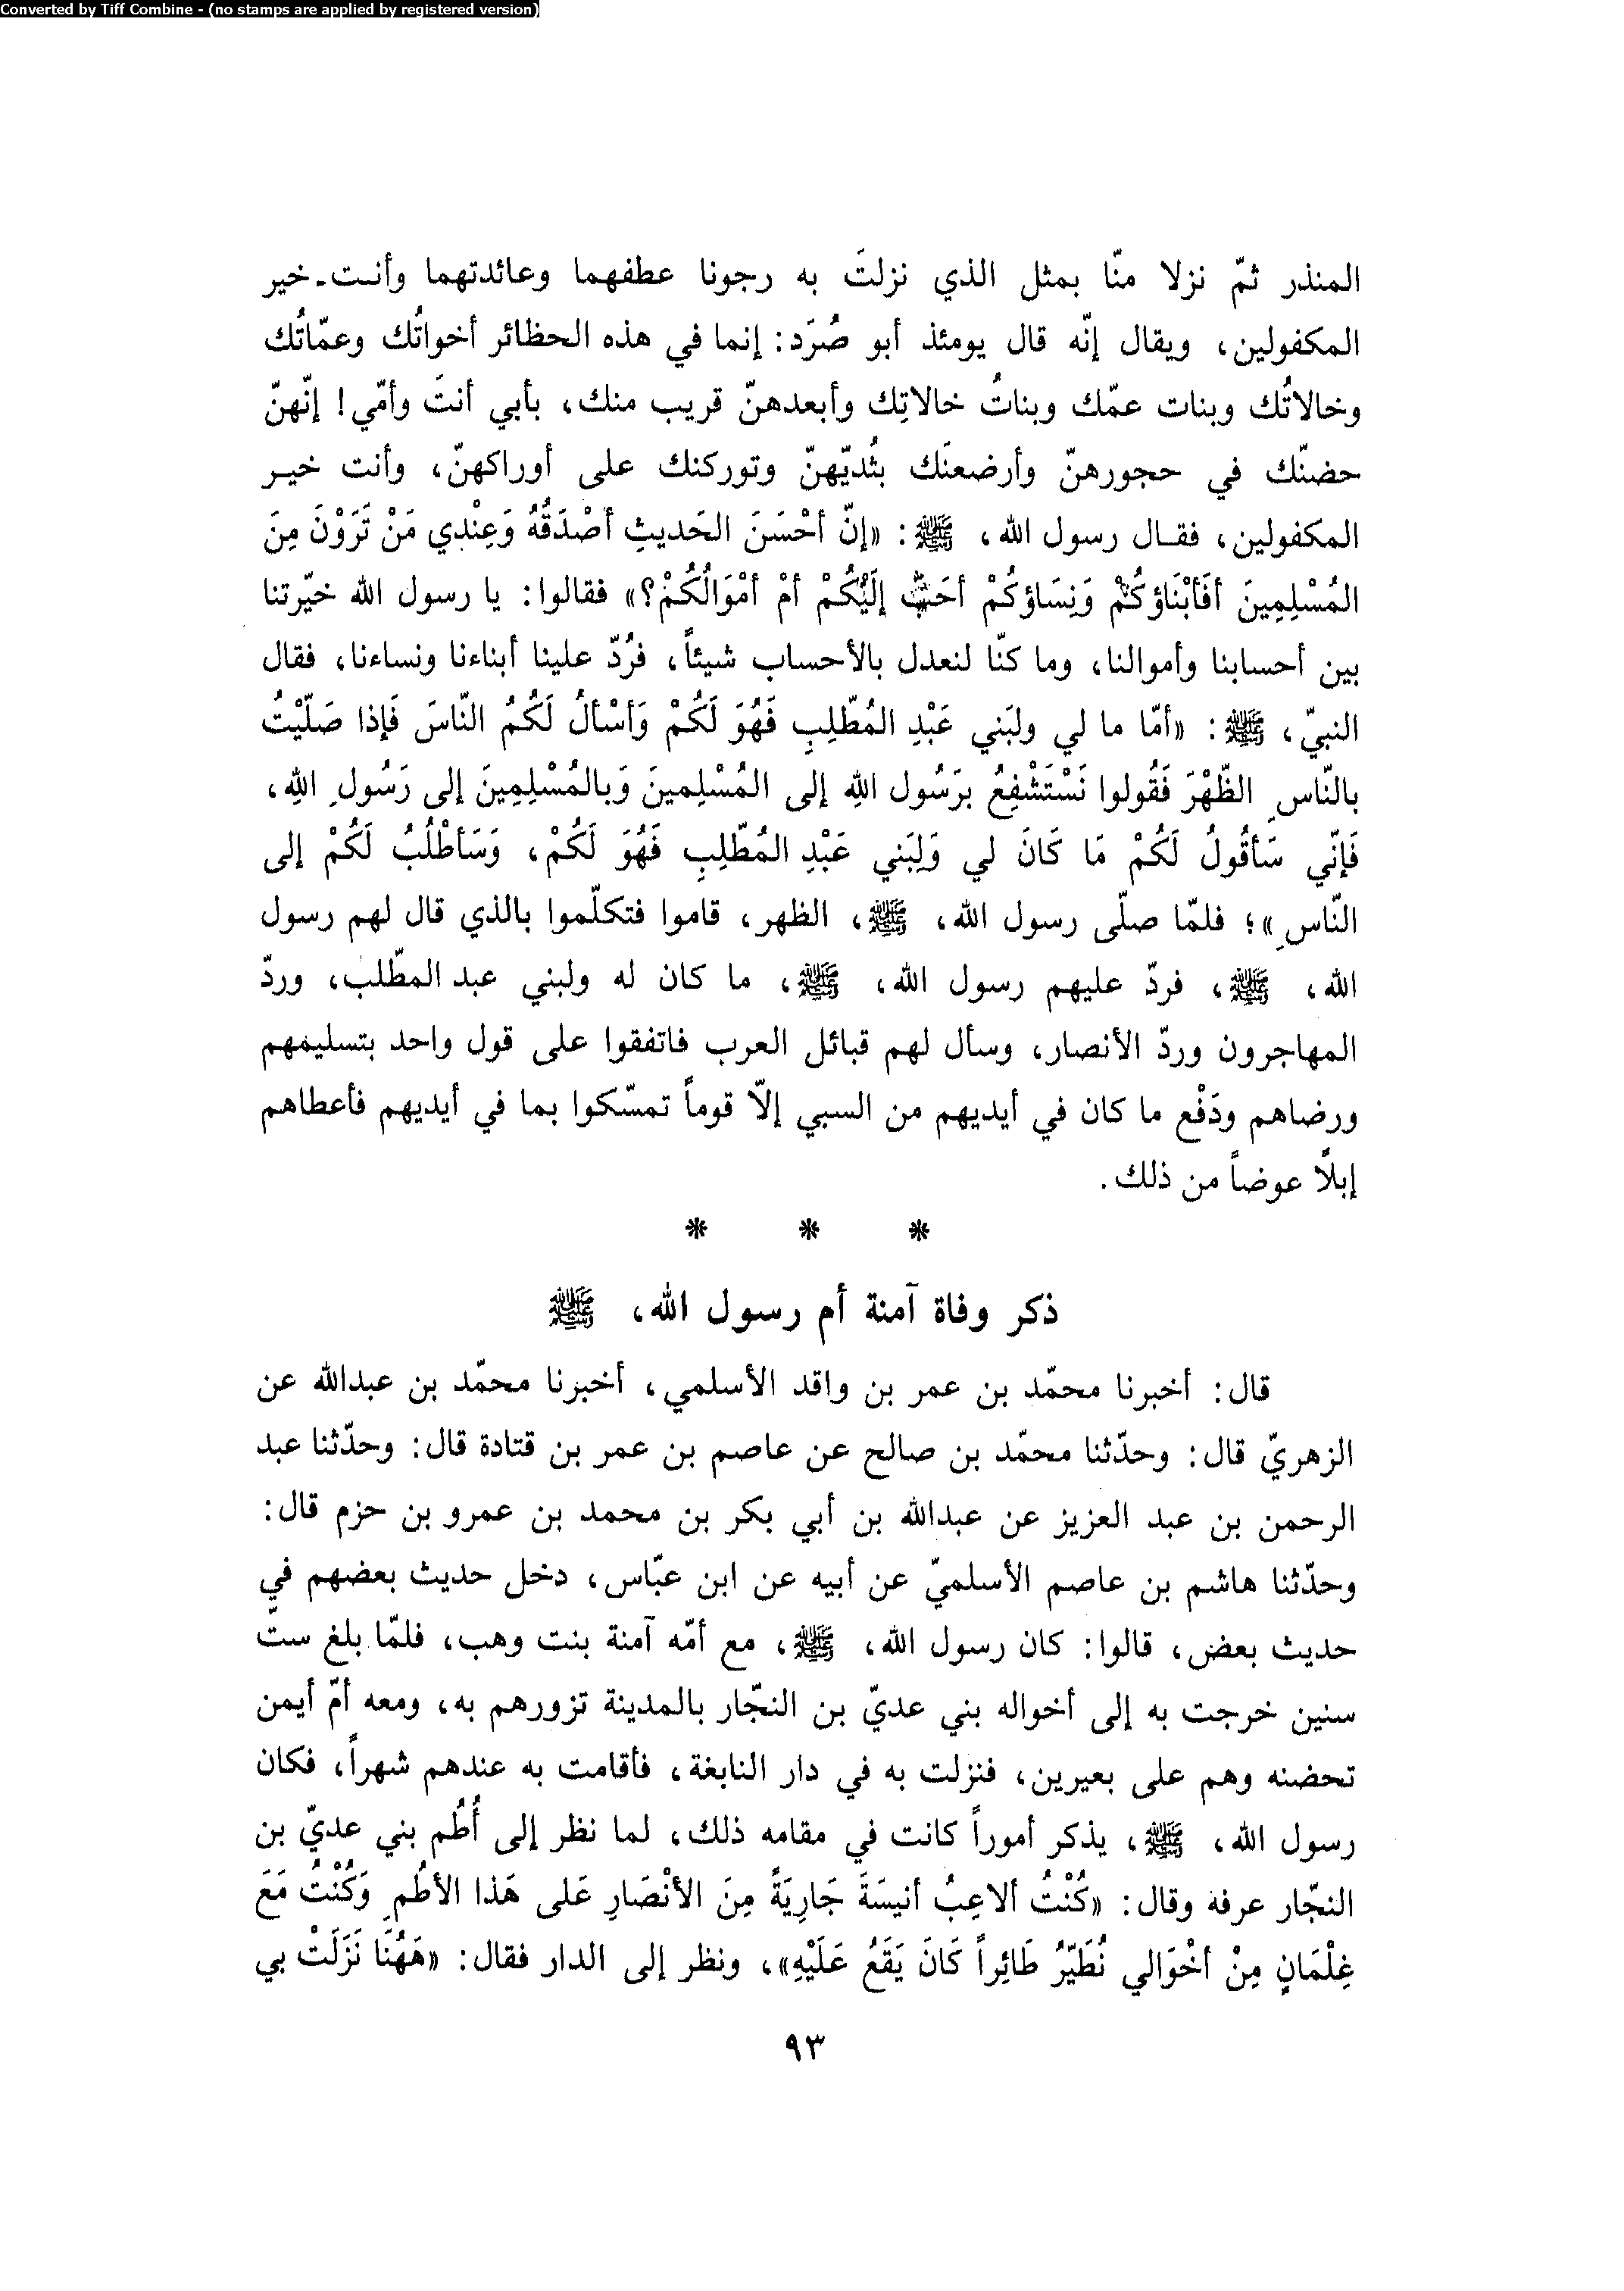 Converted by Tiff Combine - (no stamps are applied by registered version)
المنذر ثمّ نزلا منّا بمثل الذي نزلتَ به رجونا عطفهما وعائدتهما وأنت ـ خير
المكفولين، ويقال إنّه قال يومئذ أبو صُرَد: إنما في هذه الحظائر أخواتُك وعمّاتُك
وخالاتُك وبنات عمّك وبناتُ خالاتِك وأبعدهنّ قريب منك، بأبي أنتَ وأمّي! إنّهنّ
حضنّك في حجورهنّ وأرضعنَك بثُديّهنّ وتوركنك على أوراكهنّ، وأنت خيـر
المكفولين، فقـال رسول الله، ﷺ: «إنّ أحْسَنَ الحَديثِ أصْدَقُهُ وَعِنْدِي مَنْ تَرَوْنَ مِنَ
المُسْلِمِينَ أفَأبْنَاؤكُمْ وَنِسَاؤكُمْ أحَبّ إلَيْكُمْ أمْ أمْوَالُكُمْ؟» فقالوا: يا رسول الله خيّرتنا
بين أحسابنا وأموالنا، وما كنّا لنعدل بالأحساب شيئاً، فرُدّ علينا أبناءنا ونساءنا، فقال
النبيّ، ﷺ: «أمّا ما لي ولبَني عَبْدِ المُطّلِبِ فَهُوَ لَكُمْ وَأسْألُ لَكُمُ النّاسَ فَإذا صَلّيْتُ
بالنّاسِ الظّهْرَ فَقُولوا نَسْتَشْفِعُ برَسُول اللهِ إلى المُسْلِمينَ وَبالمُسْلِمِينَ إلى رَسُولِ اللهِ،
فَإنّي سَأقُولُ لَكُمْ مَا كَانَ لي وَلِبَني عَبْدِ المُطّلِبِ فَهُوَ لَكُمْ، وَسَأطْلُبُ لَكُمْ إلى
النّاسِ»؛ فلمّا صلّى رسول الله، ﷺ، الظهر، قاموا فتكلّموا بالذي قال لهم رسول
الله، ﷺ، فردّ عليهم رسول الله، ﷺ، ما كان له ولبني عبد المطّلب، وردّ
المهاجرون وردّ الأنصار، وسأل لهم قبائل العرب فاتفقوا على قول واحد بتسليمهم
ورضاهم ودَفْع ما كان في أيديهم من السبي إلاّ قوماً تمسّكوا بما في أيديهم فأعطاهم
إبلاً عوضاً من ذلك.
* * *
ذكر وفاة آمنة أم رسول الله، ﷺ
قال: أخبرنا محمّد بن عمر بن واقد الأسلمي، أخبرنا محمّد بن عبدالله عن
الزهريّ قال: وحدّثنا محمّد بن صالح عن عاصم بن عمر بن قتادة قال: وحدّثنا عبد
الرحمن بن عبد العزيز عن عبدالله بن أبي بكر بن محمد بن عمرو بن حزم قال:
وحدّثنا هاشم بن عاصم الأسلميّ عن أبيه عن ابن عبّاس، دخل حديث بعضهم في
حديث بعض، قالوا: كان رسول الله، ﷺ، مع أمّه آمنة بنت وهب، فلمّا بلغ ستّ
سنين خرجت به إلى أخواله بني عديّ بن النجّار بالمدينة تزورهم به، ومعه أمّ أيمن
تحضنه وهم على بعيرين، فنزلت به في دار النابغة، فأقامت به عندهم شهراً، فكان
رسول الله، ﷺ، يذكر أموراً كانت في مقامه ذلك، لما نظر إلى أُطُم بني عديّ بن
النجّار عرفه وقال: «كُنْتُ ألاعِبُ أنيسَةَ جَارِيَةً مِنَ الأنْصَارِ عَلى هَذا الأطُمِ وَكُنْتُ مَعَ
غِلْمَانٍ مِنْ أخْوَالي نُطَيّرُ طَائِراً كَانَ يَقَعُ عَلَيْهِ»، ونظر إلى الدار فقال: «هَهُنَا نَزَلَتْ بي
٩٣